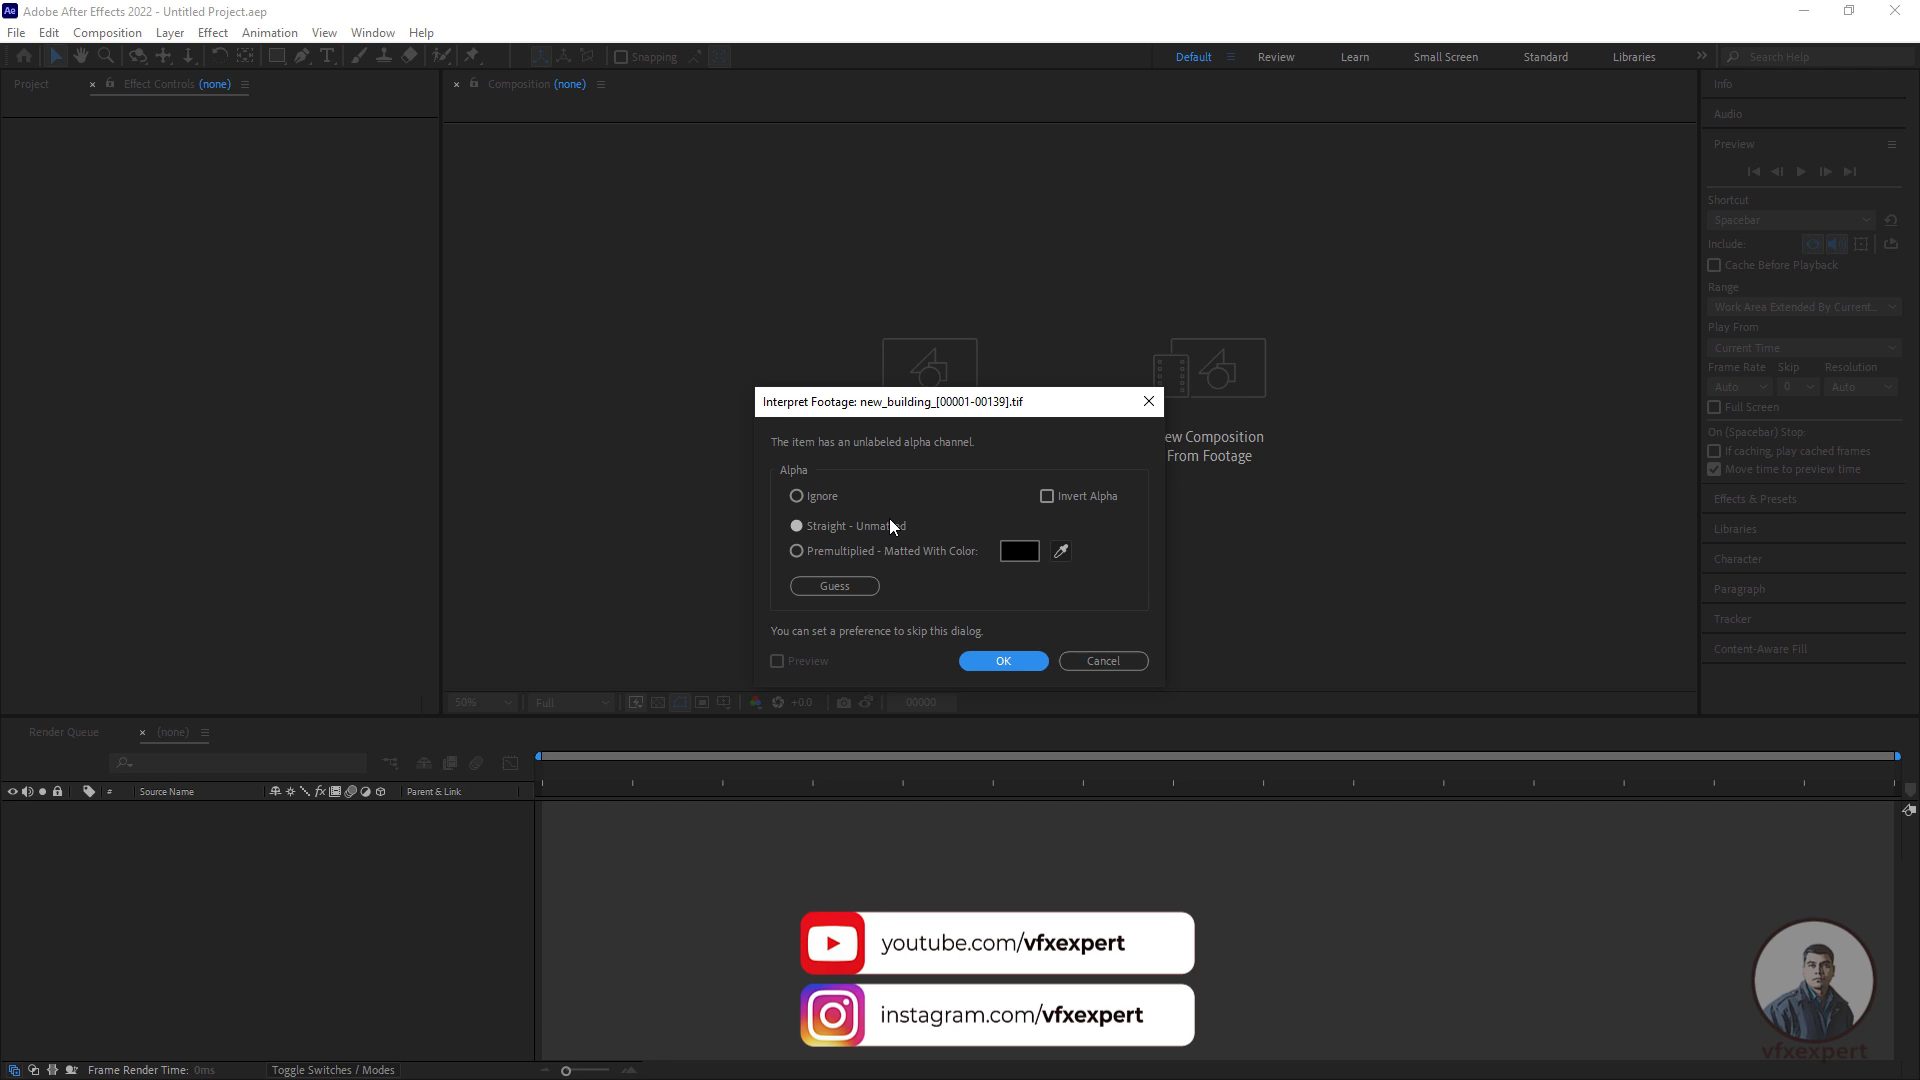 Ae Adobe After Effects 2022 - Untitled Project.aep
File Edit Composition Layer Effect Animation View Window Help
Snapping Default Review Learn Small Screen Standard Libraries Search Help
Project Effect Controls (none) Composition (none) Info
Audio
Preview
Shortcut
Spacebar
Include:
Cache Before Playback
Range
Work Area Extended By Current...
Play From
Current Time
Frame Rate Skip Resolution
Auto 0 Auto
Full Screen
On (Spacebar) Stop:
If caching, play cached frames
Move time to preview time
Effects & Presets
Libraries
Character
Paragraph
Tracker
Content-Aware Fill
ew Composition
From Footage
Interpret Footage: new_building_[00001-00139].tif
The item has an unlabeled alpha channel.
Alpha
Ignore Invert Alpha
Straight -
Premultiplied - Matted With Color:
Guess
You can set a preference to skip this dialog.
Preview OK Cancel
50% Full +0.0 00000
Render Queue (none)
# Source Name fx Parent & Link
youtube.com/vfxexpert
instagram.com/vfxexpert
vfxexpert
Frame Render Time: 0ms Toggle Switches / Modes